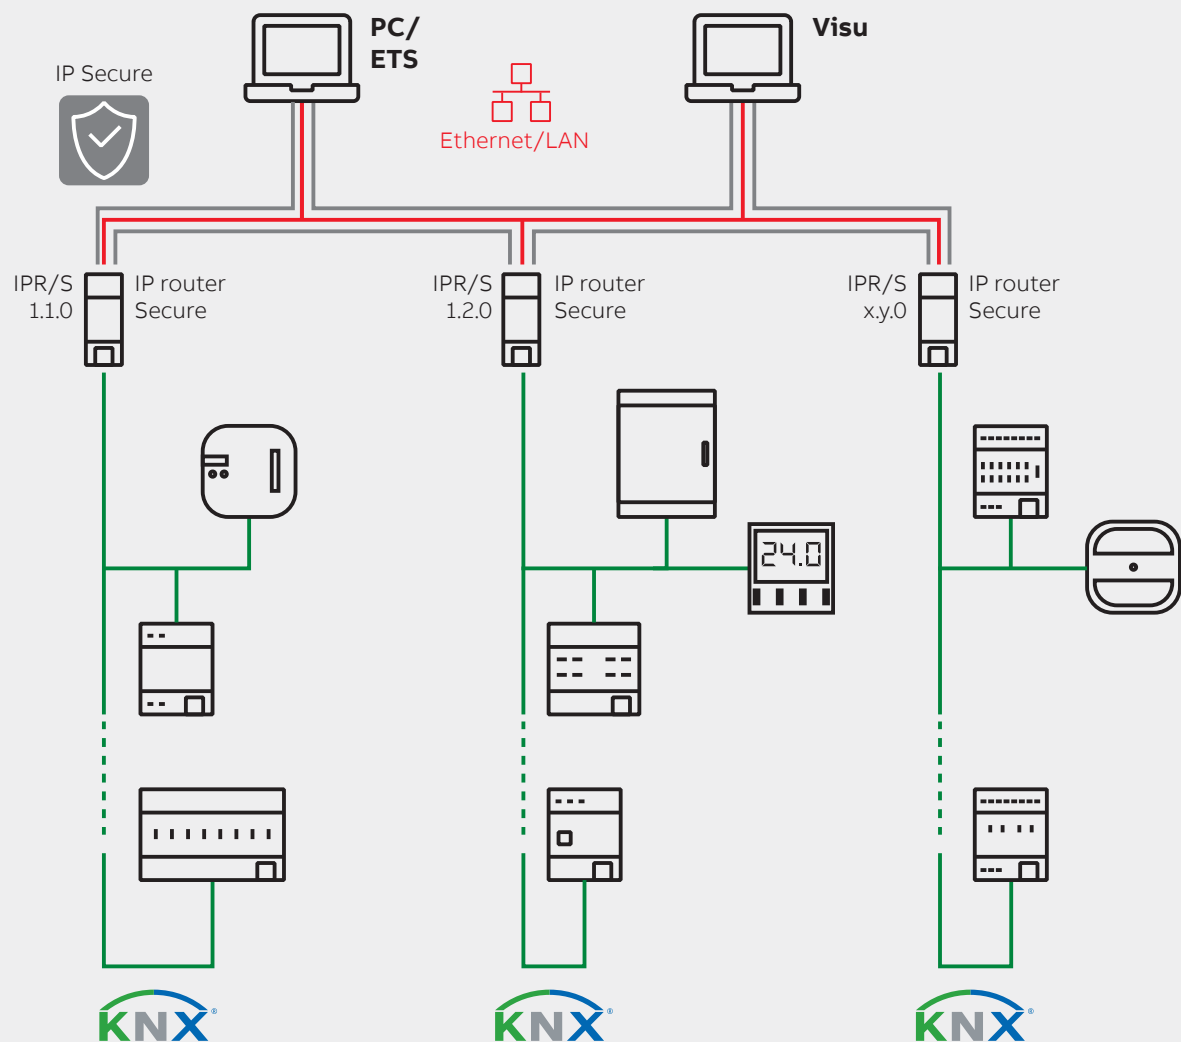 PC/
ETS
Visu
IP Secure
Ethernet/LAN
IPR/S
1.1.0
IP router
Secure
IPR/S
1.2.0
IP router
Secure
IPR/S
x.y.0
IP router
Secure
24.0
KNX®
KNX®
KNX®